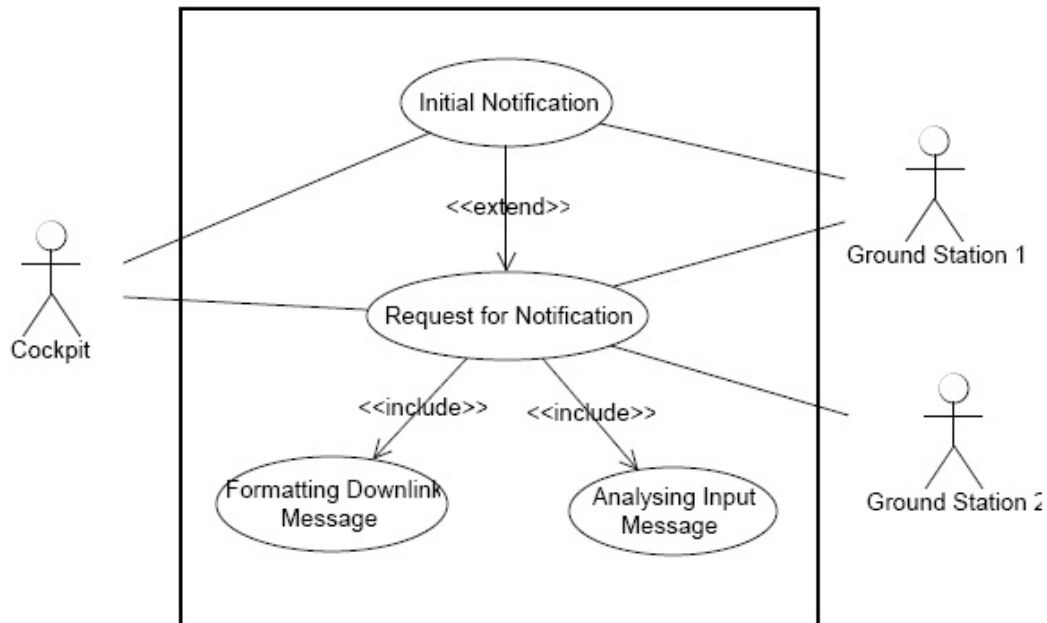 Initial Notification
<<extend>>
Ground Station 1
Request for Notification
Cockpit
<<include>>
<<include>>
Formatting Downlink
Message
Analysing Input
Message
Ground Station 2